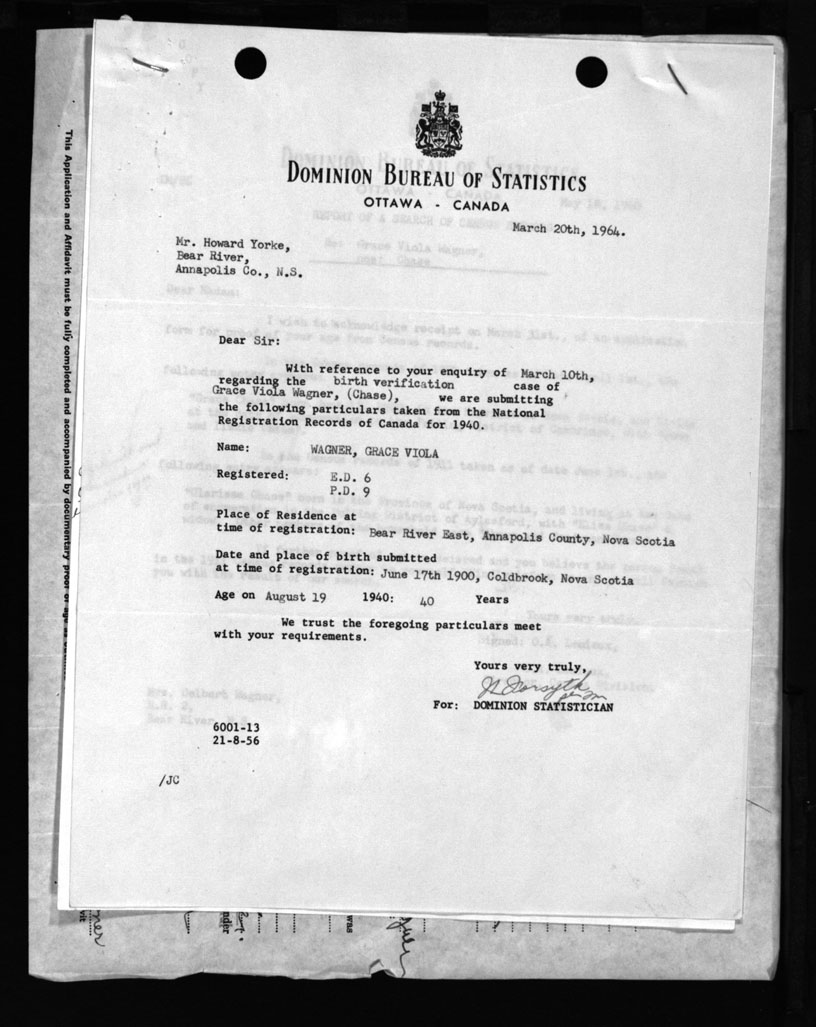 DOMINION BUREAU OF STATISTICS
OTTAWA - CANADA
March 20th, 1964.
Mr. Howard Yorke,
Bear River,
Annapolis Co., N.S.
Dear Sir:
With reference to your enquiry of March 10th,
regarding the birth verification case of
Grace Viola Wagner, (Chase), we are submitting
the following particulars taken from the National
Registration Records of Canada for 1940.
Name: WAGNER, GRACE VIOLA
Registered: E.D. 6
P.D. 9
Place of Residence at
time of registration: Bear River East, Annapolis County, Nova Scotia
Date and place of birth submitted
at time of registration: June 17th 1900, Coldbrook, Nova Scotia
Age on August 19 1940: 40 Years
We trust the foregoing particulars meet
with your requirements.
Yours very truly,
For: DOMINION STATISTICIAN
6001-13
21-8-56
/JC
This Application and Affidavit must be fully completed and accompanied by documentary proof of age as
was